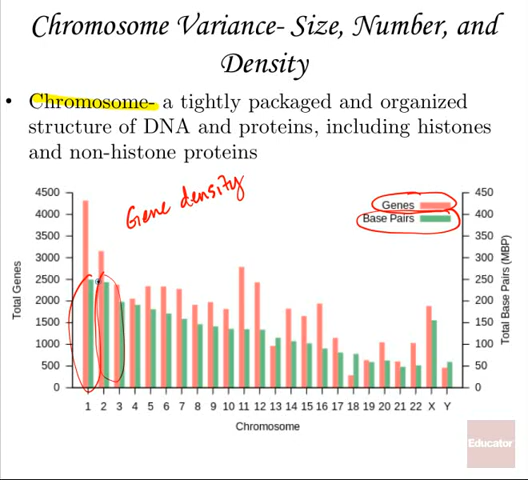 Chromosome Variance- Size, Number, and
Density
• Chromosome- a tightly packaged and organized
structure of DNA and proteins, including histones
and non-histone proteins
Gene density
Genes
Base Pairs
4500
4000
3500
3000
2500
2000
1500
1000
500
0
Total Genes
450
400
350
300
250
200
150
100
50
0
Total Base Pairs (MBP)
1 2 3 4 5 6 7 8 9 10 11 12 13 14 15 16 17 18 19 20 21 22 X Y
Chromosome
Educator